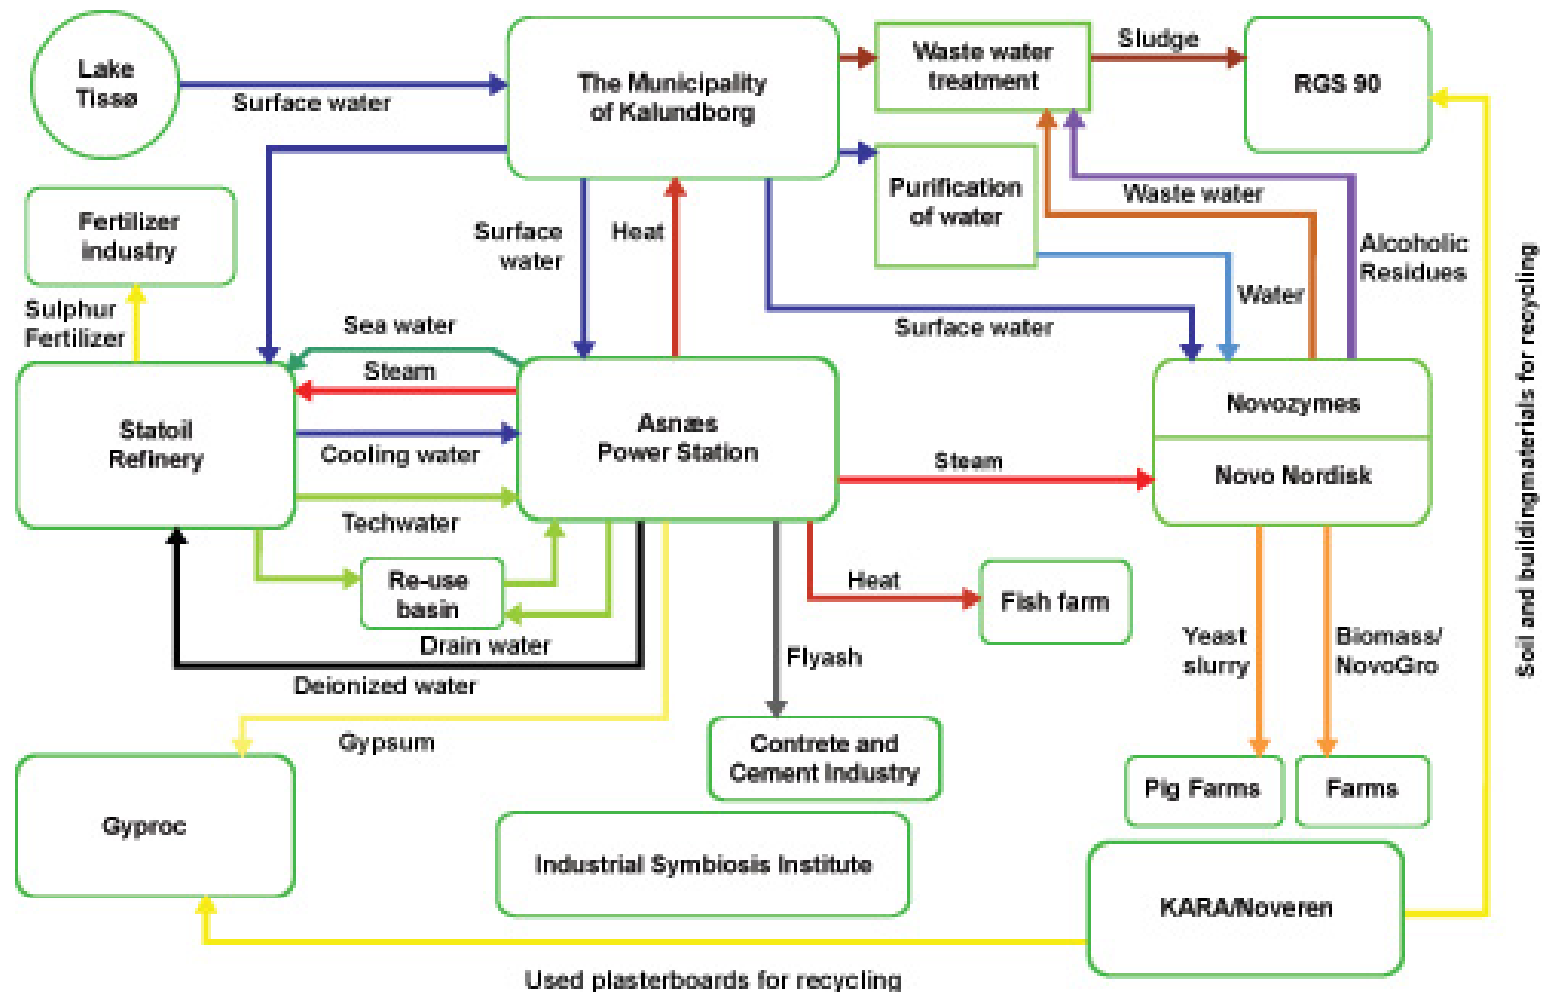 Lake
Tissø
Surface water
The Municipality
of Kalundborg
Waste water
treatment
Sludge
RGS 90
Purification
of water
Waste water
Alcoholic
Residues
Water
Surface water
Surface
water
Heat
Fertilizer
industry
Sulphur
Fertilizer
Sea water
Steam
Statoil
Refinery
Cooling water
Techwater
Asnæs
Power Station
Steam
Novozymes
Novo Nordisk
Re-use
basin
Drain water
Deionized water
Heat
Fish farm
Flyash
Yeast
slurry
Biomass/
NovoGro
Soil and buildingmaterials for recycling
Gypsum
Contrete and
Cement Industry
Pig Farms
Farms
Gyproc
Industrial Symbiosis Institute
KARA/Noveren
Used plasterboards for recycling